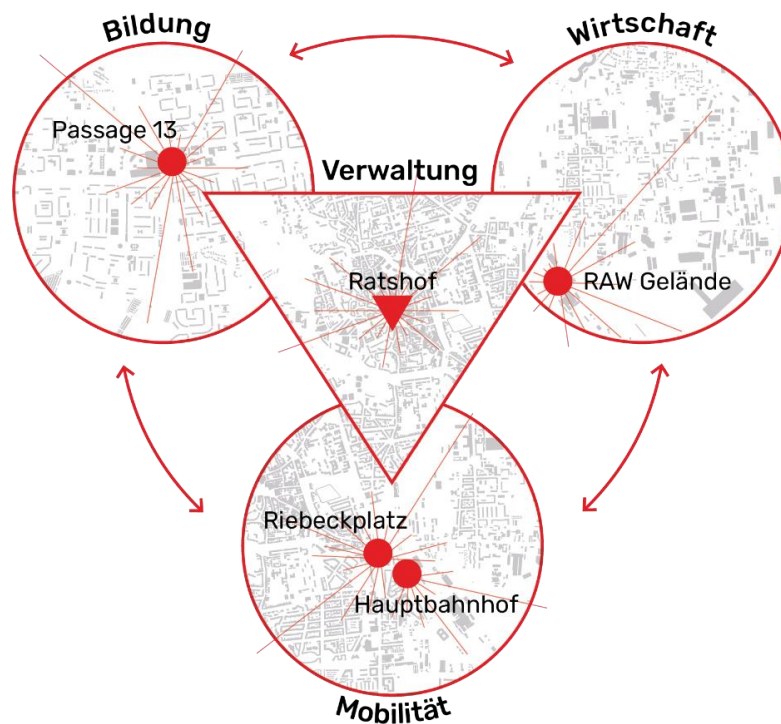 Bildung
Wirtschaft
Passage 13
Verwaltung
Ratshof
RAW Gelände
Riebeckplatz
Hauptbahnhof
Mobilität